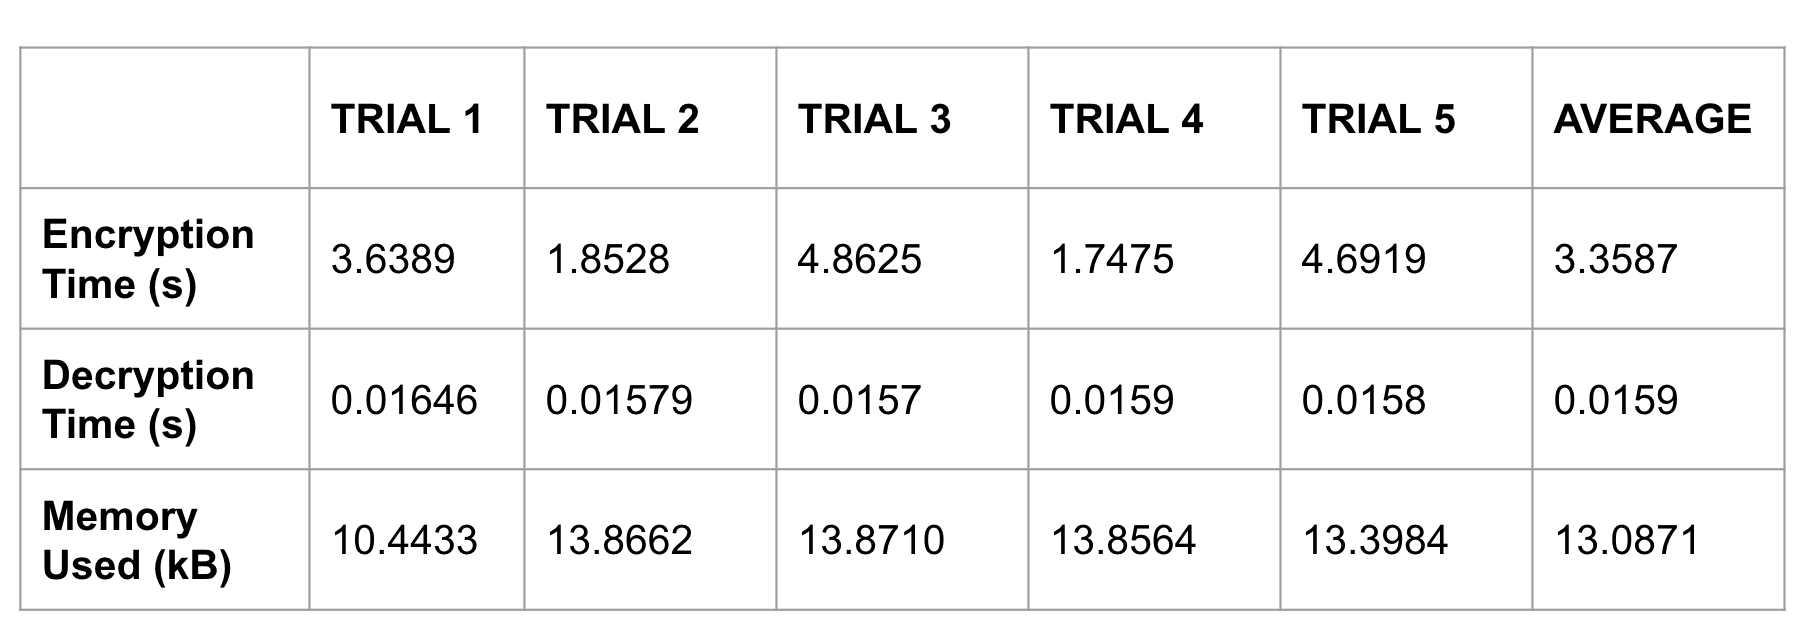 TRIAL 1 TRIAL 2 TRIAL 3 TRIAL 4 TRIAL 5 AVERAGE
Encryption
Time (s) 3.6389 1.8528 4.8625 1.7475 4.6919 3.3587
Decryption
Time (s) 0.01646 0.01579 0.0157 0.0159 0.0158 0.0159
Memory
Used (kB) 10.4433 13.8662 13.8710 13.8564 13.3984 13.0871